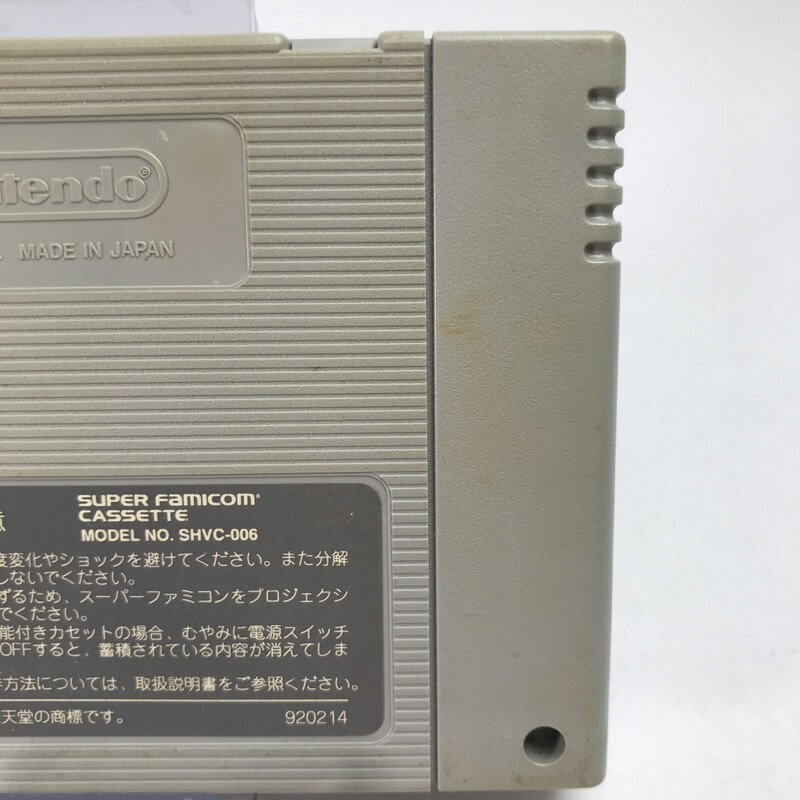 ntendo®
MADE IN JAPAN
SUPER FAMICOM
CASSETTE
MODEL NO. SHVC-006
意
度変化やショックを避けてください。また分解
しないでください。
ずるため、スーパーファミコンをプロジェクシ
でください。
能付きカセットの場合、むやみに電源スイッチ
OFFすると、蓄積されている内容が消えてしま
方法については、取扱説明書をご参照ください。
天堂の商標です。 920214